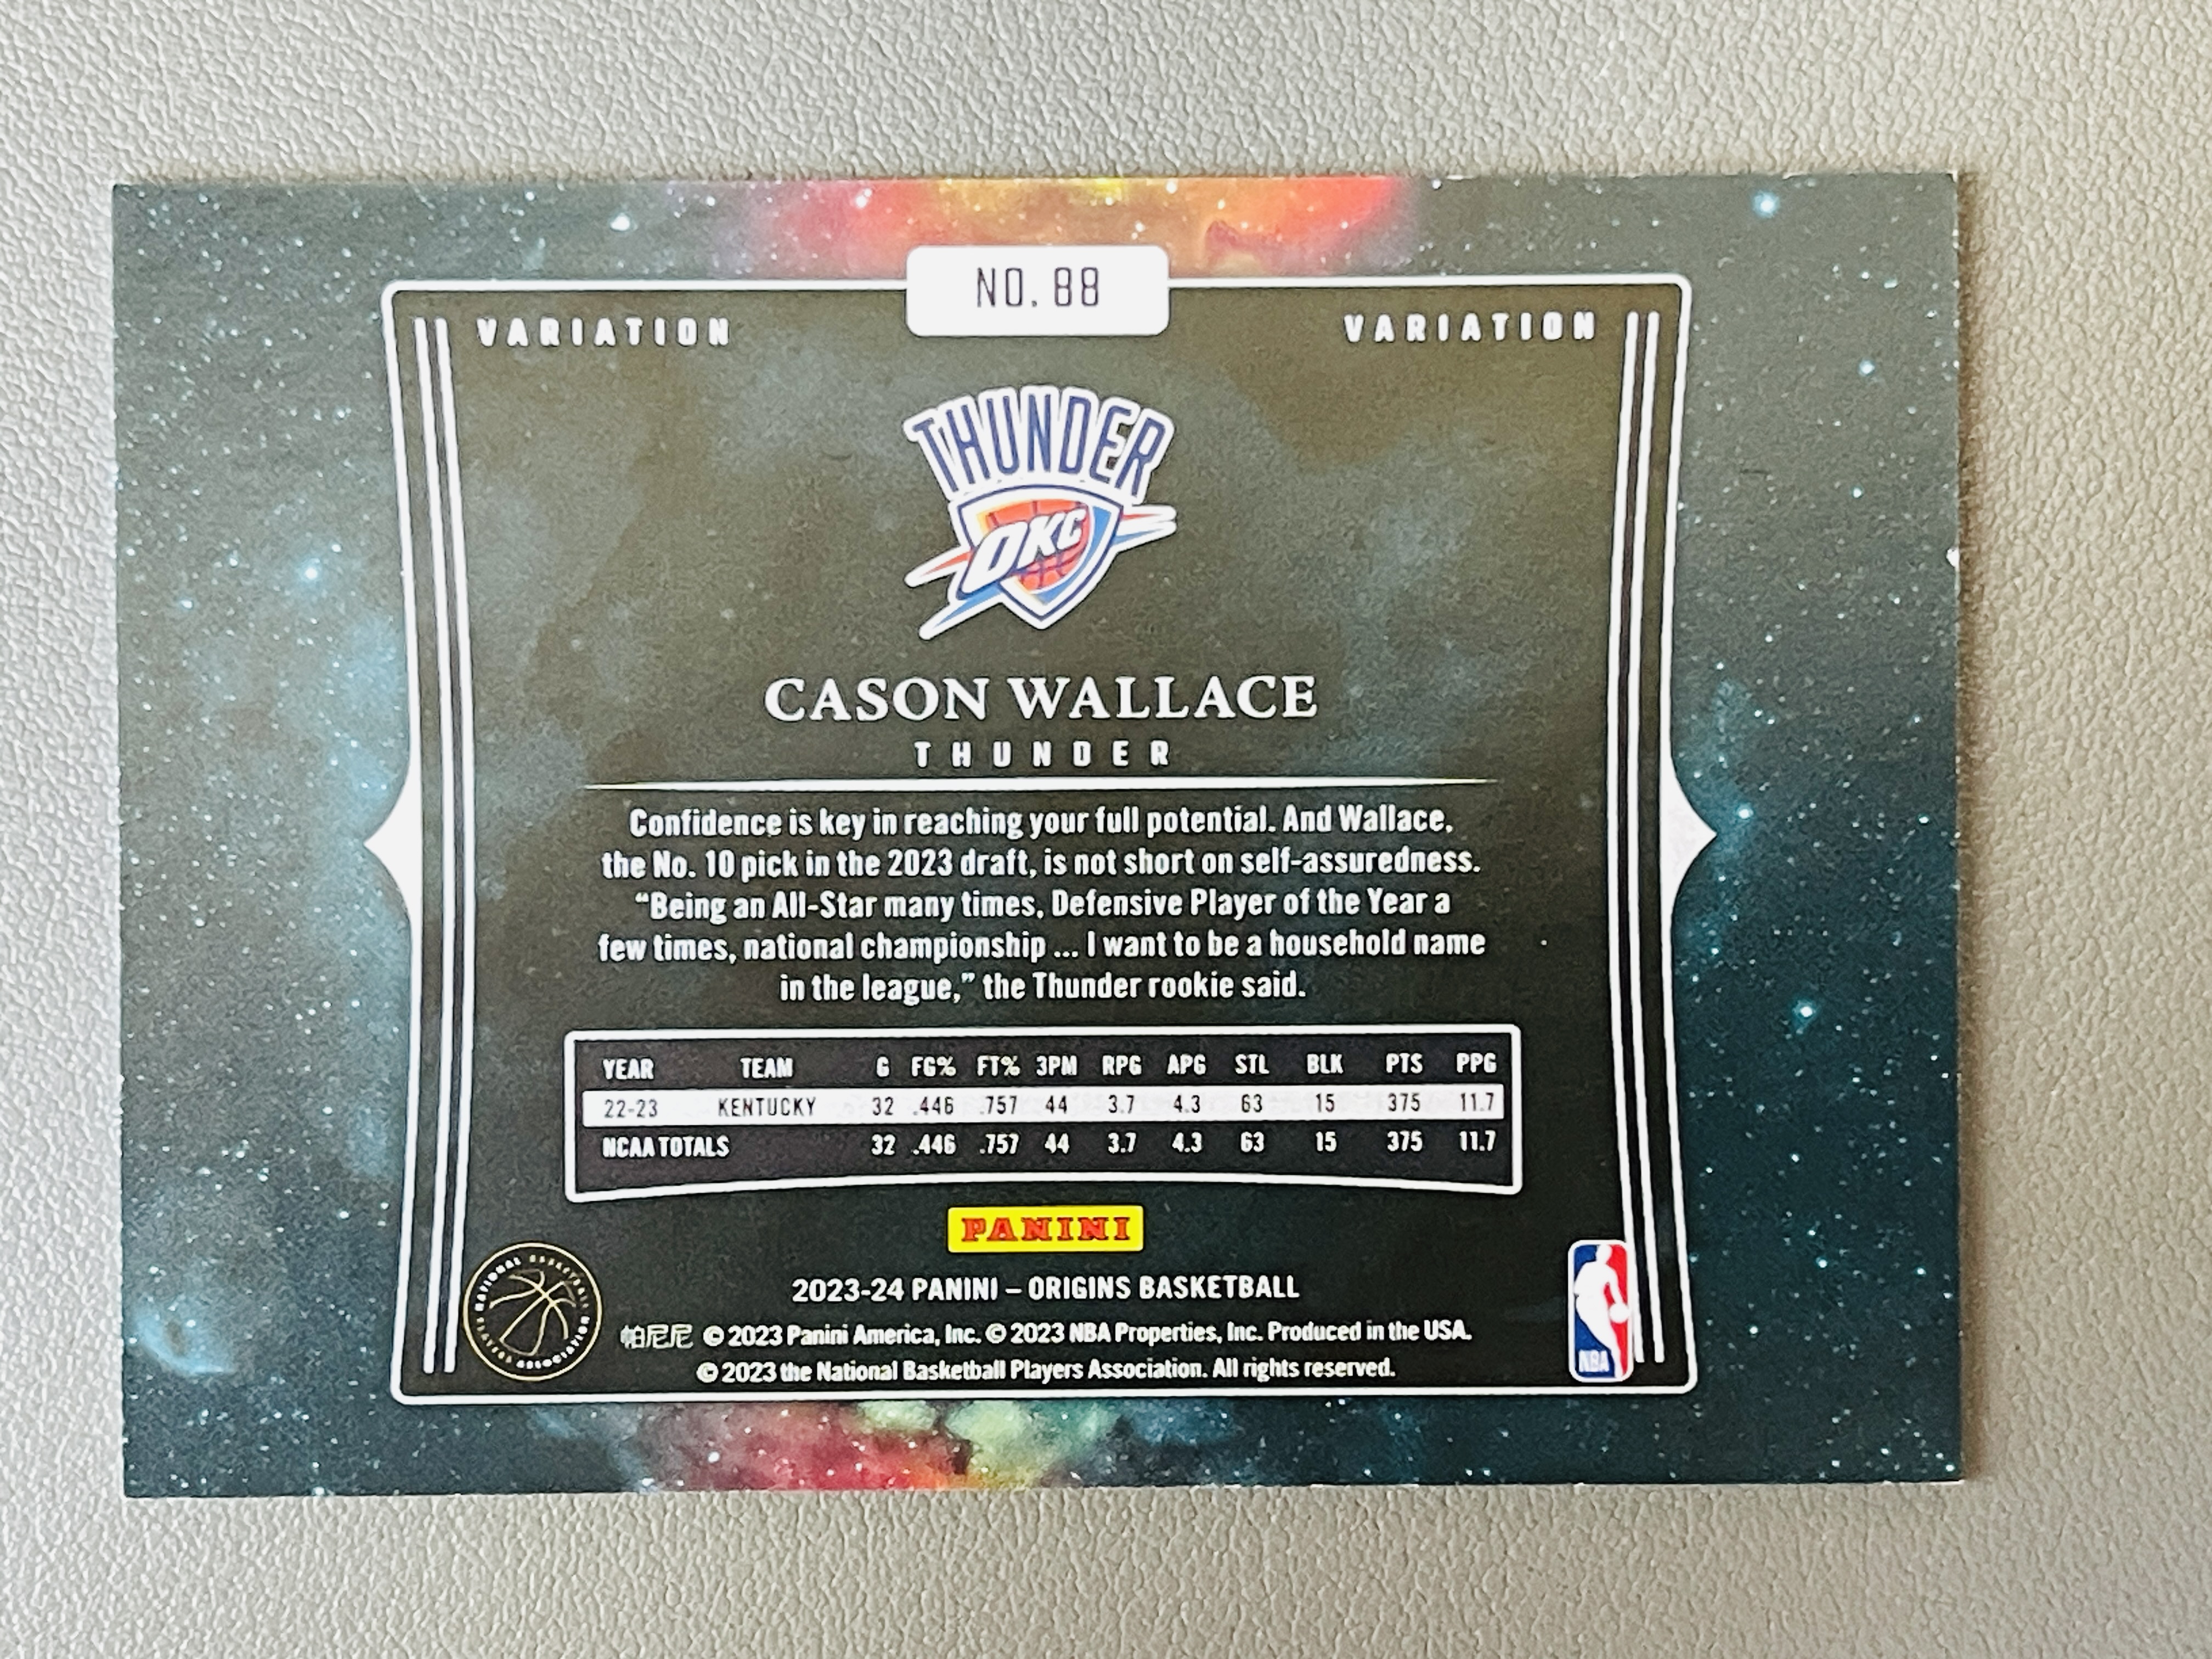 NO. 88
VARIATION VARIATION
THUNDER
OKC
CASON WALLACE
THUNDER
Confidence is key in reaching your full potential. And Wallace,
the No. 10 pick in the 2023 draft, is not short on self-assuredness.
“Being an All-Star many times, Defensive Player of the Year a
few times, national championship ... I want to be a household name
in the league,” the Thunder rookie said.
YEAR TEAM G FG% FT% 3PM RPG APG STL BLK PTS PPG
22-23 KENTUCKY 32 .446 .757 44 3.7 4.3 63 15 375 11.7
NCAA TOTALS 32 .446 .757 44 3.7 4.3 63 15 375 11.7
PANINI
NATIONAL BASKETBALL PLAYERS ASSOCIATION
2023-24 PANINI – ORIGINS BASKETBALL
帕尼尼 © 2023 Panini America, Inc. © 2023 NBA Properties, Inc. Produced in the USA.
© 2023 the National Basketball Players Association. All rights reserved.
NBA